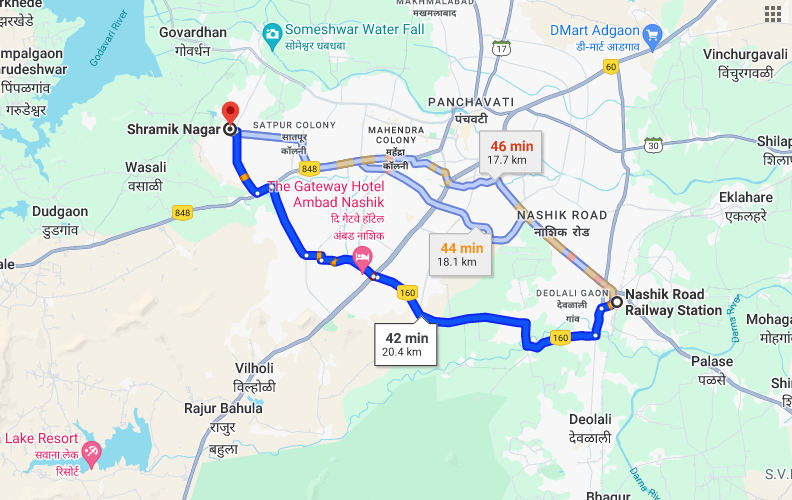 MAKHMALABAD
मखमलाबाद
rkhede
झरखेडे
Govardhan
गोवर्धन
Godavari River
Someshwar Water Fall
सोमेश्वर धबधबा
17
DMart Adgaon
डी-मार्ट आडगाव
60
Vinchurgavali
विंचुरगवळी
mpalgaon
rudeshwar
पिंपळगांव
गरुडेश्वर
Shramik Nagar
SATPUR COLONY
सातपूर
कॉलनी
MAHENDRA
COLONY
महेंद्रा
कॉलनी
PANCHAVATI
पंचवटी
46 min
17.7 km
30
Shilap
शिलाप
848
Wasali
वसाळी
The Gateway Hotel
Ambad Nashik
दि गेटवे हॉटेल
अंबड नाशिक
Eklahare
एकलहरे
Dudgaon
डुडगांव
848
NASHIK ROAD
नाशिक रोड
44 min
18.1 km
ale
160
DEOLALI GAON
देवळाली
गांव
Nashik Road
Railway Station
Darna River
Mohaga
मोहगां
42 min
20.4 km
160
Palase
पळसे
Vilholi
विल्होळी
Shin
शिं
Rajur Bahula
राजुर
बहुला
Deolali
देवळाली
a Lake Resort
सवाना लेक
रिसोर्ट
Darna River
S.V.
Bhagur